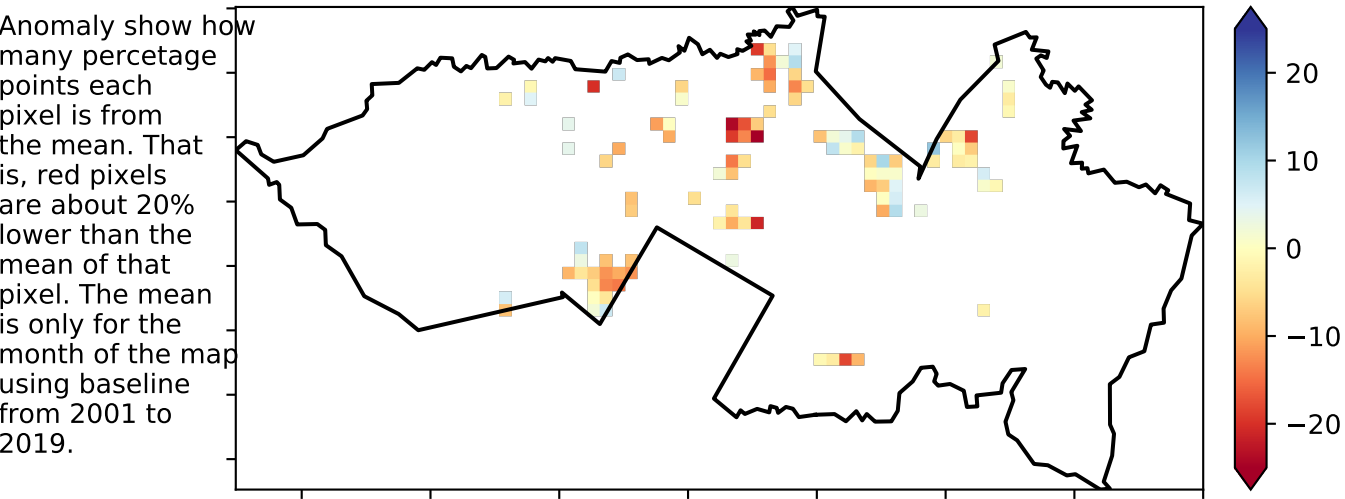 Anomaly show how
many percetage
points each
pixel is from
the mean. That
is, red pixels
are about 20%
lower than the
mean of that
pixel. The mean
is only for the
month of the map
using baseline
from 2001 to
2019.
20
10
0
−10
−20